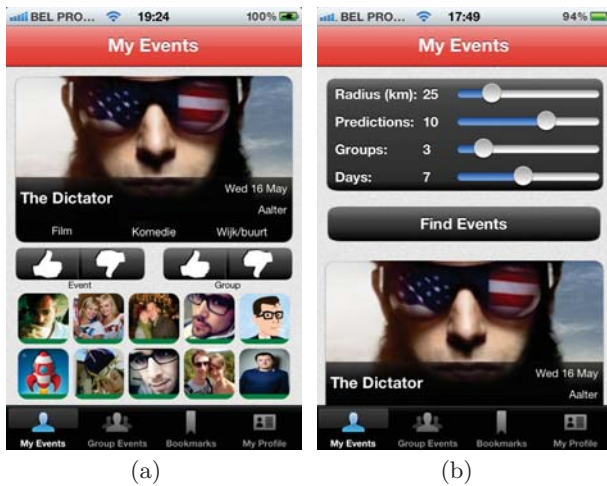 BEL PRO... 19:24 100%
My Events
The Dictator
Wed 16 May
Aalter
Film Komedie Wijk/buurt
Event Group
My Events Group Events Bookmarks My Profile
(a)
BEL PRO... 17:49 94%
My Events
Radius (km): 25
Predictions: 10
Groups: 3
Days: 7
Find Events
The Dictator
Wed 16 May
Aalter
My Events Group Events Bookmarks My Profile
(b)